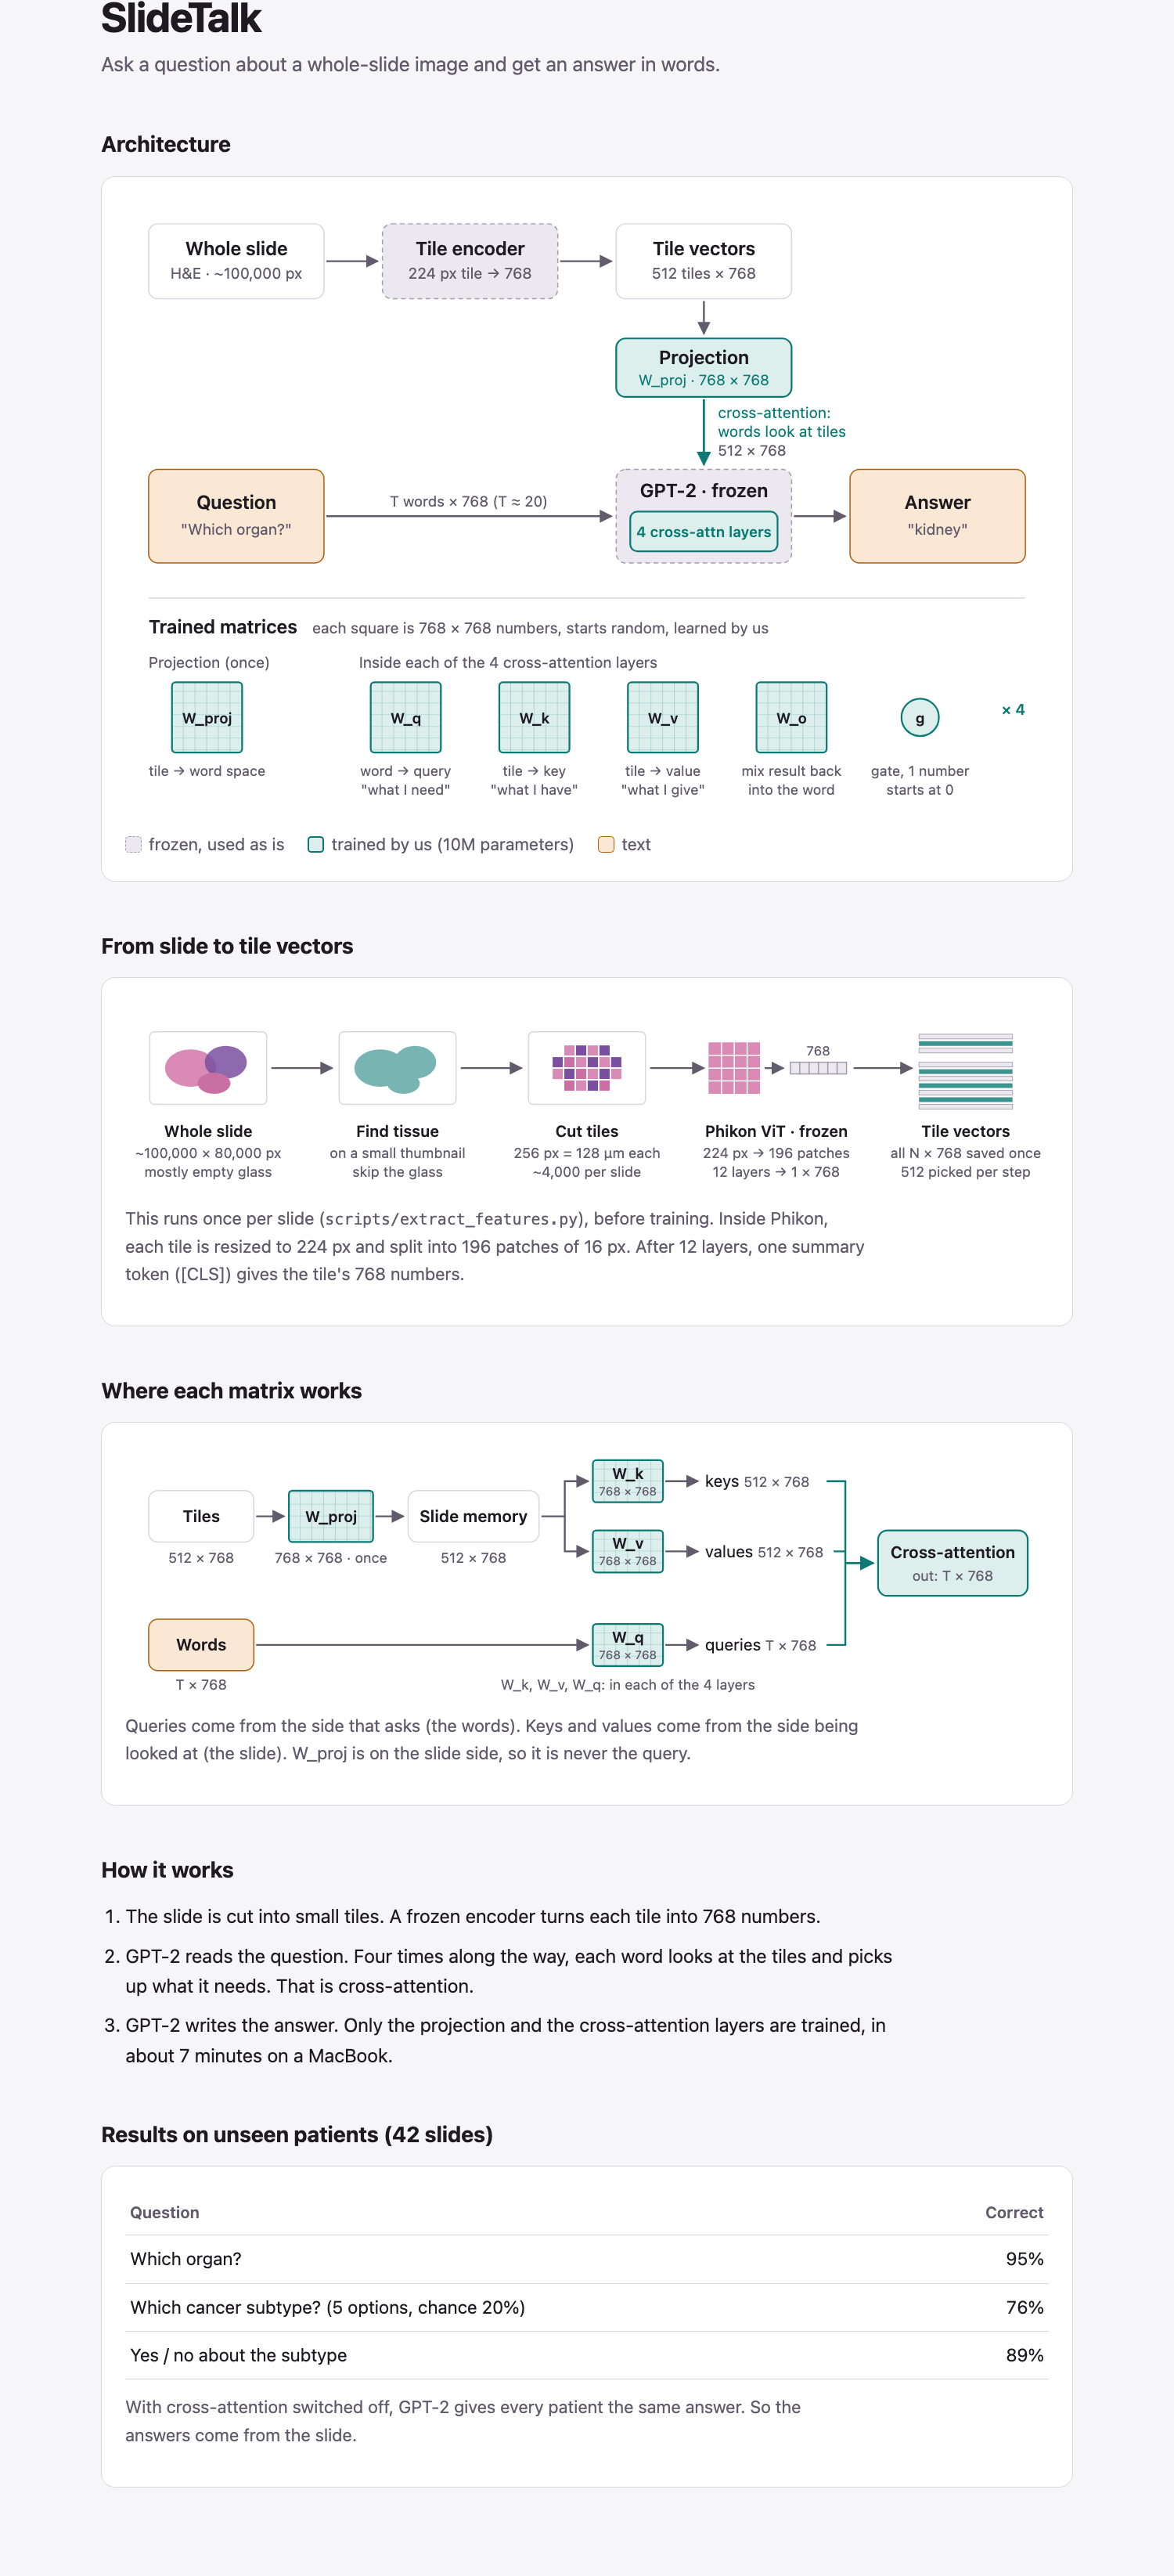 SlideTalk
Ask a question about a whole-slide image and get an answer in words.
Architecture
Whole slide
H&E · ~100,000 px
Tile encoder
224 px tile → 768
Tile vectors
512 tiles × 768
Projection
W_proj · 768 × 768
cross-attention:
words look at tiles
512 × 768
Question
"Which organ?"
T words × 768 (T ≈ 20)
GPT-2 · frozen
4 cross-attn layers
Answer
"kidney"
Trained matrices each square is 768 × 768 numbers, starts random, learned by us
Projection (once)
Inside each of the 4 cross-attention layers
W_proj
W_q
W_k
W_v
W_o
g
× 4
tile → word space
word → query
"what I need"
tile → key
"what I have"
tile → value
"what I give"
mix result back
into the word
gate, 1 number
starts at 0
frozen, used as is
trained by us (10M parameters)
text
From slide to tile vectors
768
Whole slide
~100,000 × 80,000 px
mostly empty glass
Find tissue
on a small thumbnail
skip the glass
Cut tiles
256 px = 128 µm each
~4,000 per slide
Phikon ViT · frozen
224 px → 196 patches
12 layers → 1 × 768
Tile vectors
all N × 768 saved once
512 picked per step
This runs once per slide (scripts/extract_features.py), before training. Inside Phikon,
each tile is resized to 224 px and split into 196 patches of 16 px. After 12 layers, one summary
token ([CLS]) gives the tile's 768 numbers.
Where each matrix works
Tiles
512 × 768
W_proj
768 × 768 · once
Slide memory
512 × 768
W_k
768 × 768
keys 512 × 768
W_v
768 × 768
values 512 × 768
Cross-attention
out: T × 768
Words
T × 768
W_q
768 × 768
queries T × 768
W_k, W_v, W_q: in each of the 4 layers
Queries come from the side that asks (the words). Keys and values come from the side being
looked at (the slide). W_proj is on the slide side, so it is never the query.
How it works
1. The slide is cut into small tiles. A frozen encoder turns each tile into 768 numbers.
2. GPT-2 reads the question. Four times along the way, each word looks at the tiles and picks
up what it needs. That is cross-attention.
3. GPT-2 writes the answer. Only the projection and the cross-attention layers are trained, in
about 7 minutes on a MacBook.
Results on unseen patients (42 slides)
Question Correct
Which organ? 95%
Which cancer subtype? (5 options, chance 20%) 76%
Yes / no about the subtype 89%
With cross-attention switched off, GPT-2 gives every patient the same answer. So the
answers come from the slide.